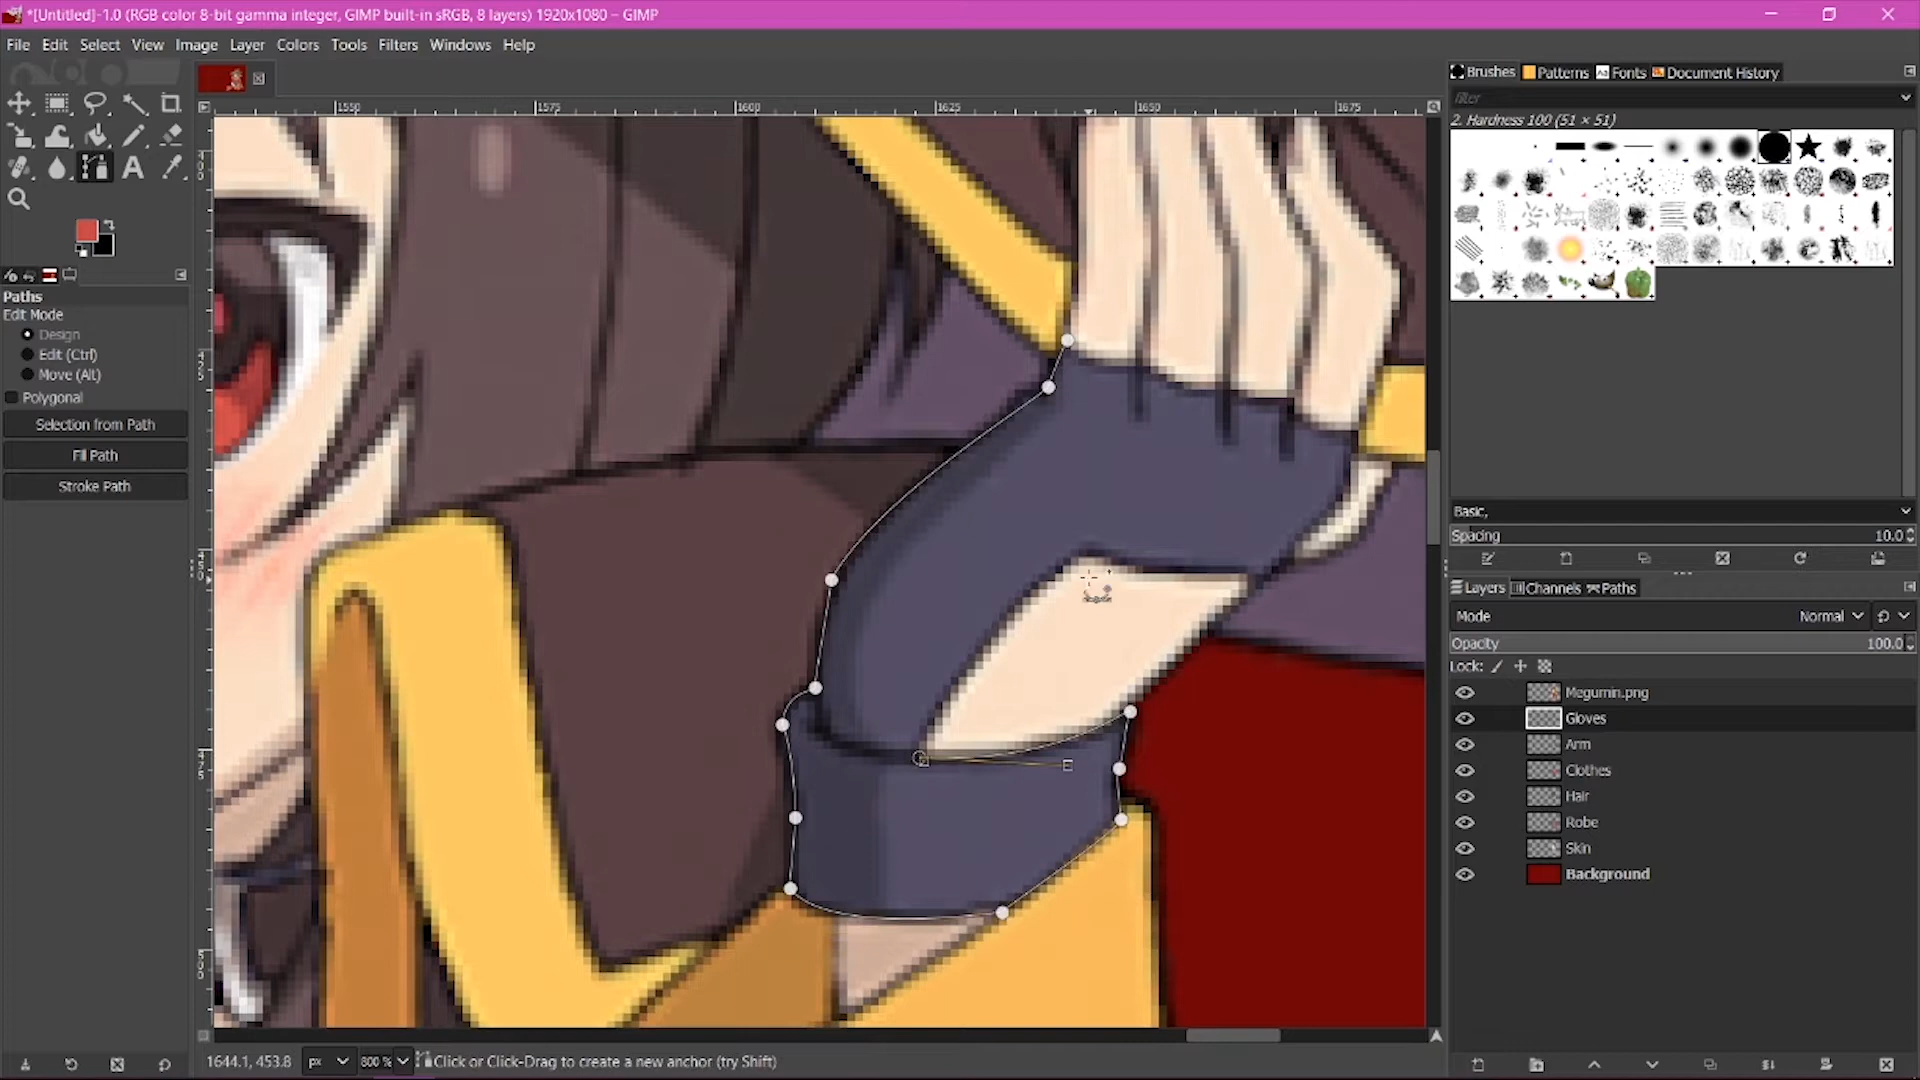 *[Untitled]-1.0 (RGB color 8-bit gamma integer, GIMP built-in sRGB, 8 layers) 1920x1080 – GIMP
File Edit Select View Image Layer Colors Tools Filters Windows Help
Paths
Edit Mode
Design
Edit (Ctrl)
Move (Alt)
Polygonal
Selection from Path
Fill Path
Stroke Path
1550 1575 1600 1625 1650 1675
425
450
475
500
Brushes Patterns Fonts Document History
filter
2. Hardness 100 (51 × 51)
Basic,
Spacing 10.0
Layers Channels Paths
Mode Normal
Opacity 100.0
Lock:
Megumin.png
Gloves
Arm
Clothes
Hair
Robe
Skin
Background
1644.1, 453.8 px 800 % Click or Click-Drag to create a new anchor (try Shift)